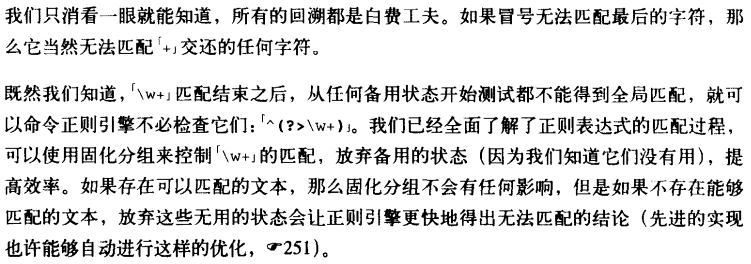 我们只消看一眼就能知道，所有的回溯都是白费工夫。如果冒号无法匹配最后的字符，那
么它当然无法匹配「+」交还的任何字符。
既然我们知道，「\w+」匹配结束之后，从任何备用状态开始测试都不能得到全局匹配，就可
以命令正则引擎不必检查它们：「^(?>\w+)」。我们已经全面了解了正则表达式的匹配过程，
可以使用固化分组来控制「\w+」的匹配，放弃备用的状态（因为我们知道它们没有用），提
高效率。如果存在可以匹配的文本，那么固化分组不会有任何影响，但是如果不存在能够
匹配的文本，放弃这些无用的状态会让正则引擎更快地得出无法匹配的结论（先进的实现
也许能够自动进行这样的优化，☞251）。